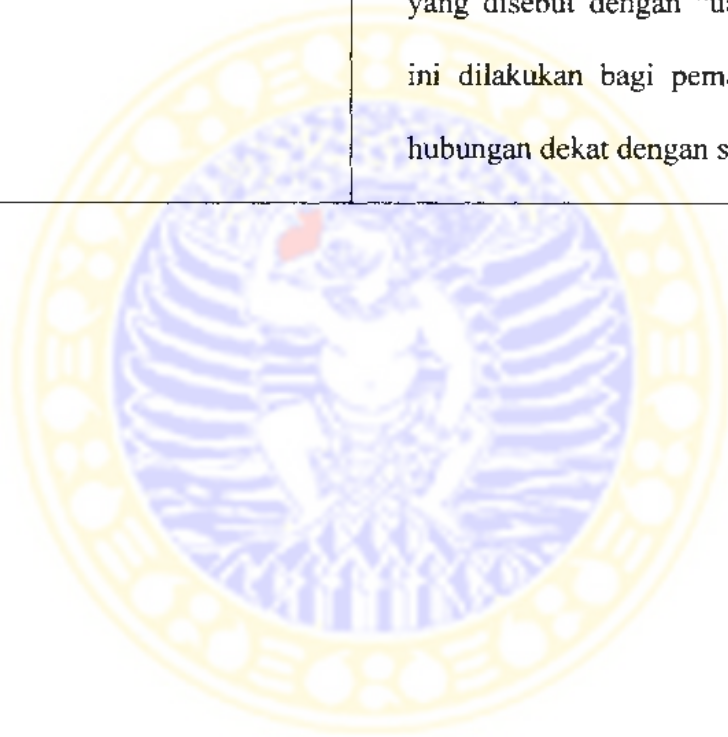 yang disebut dengan
ini dilakukan bagi
hubungan dekat dengan